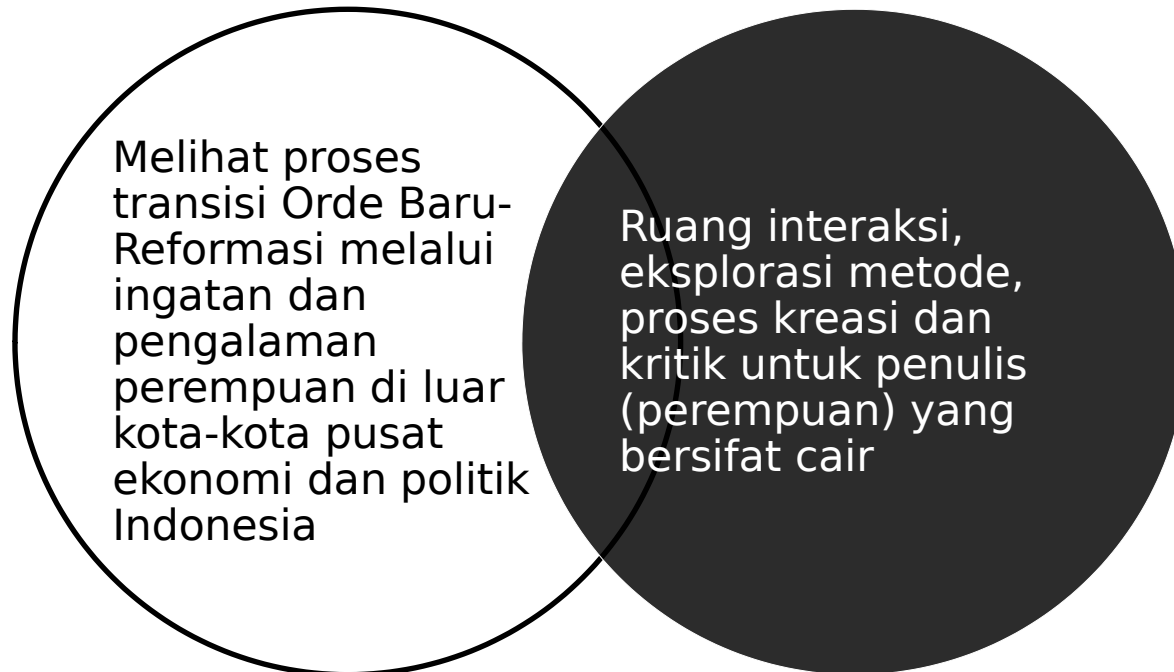 Melihat proses
transisi Orde Baru-
Reformasi melalui
ingatan dan
pengalaman
perempuan di luar
kota-kota pusat
ekonomi dan politik
Indonesia
Ruang interaksi,
eksplorasi metode,
proses kreasi dan
kritik untuk penulis
(perempuan) yang
bersifat cair